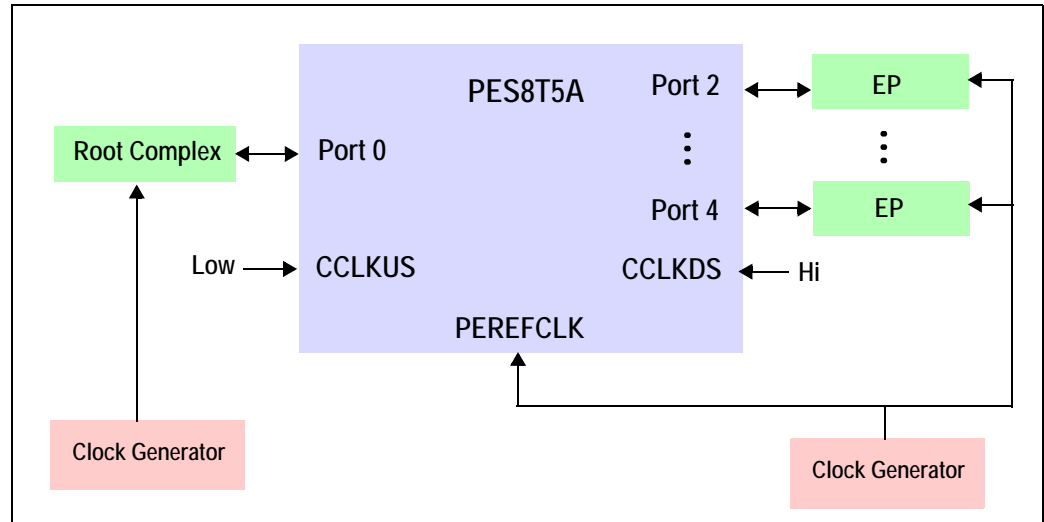 PES8T5A
Port 2
EP
Root Complex
Port 0
Port 4
EP
Low
CCLKUS
CCLKDS
Hi
PEREFCLK
Clock Generator
Clock Generator